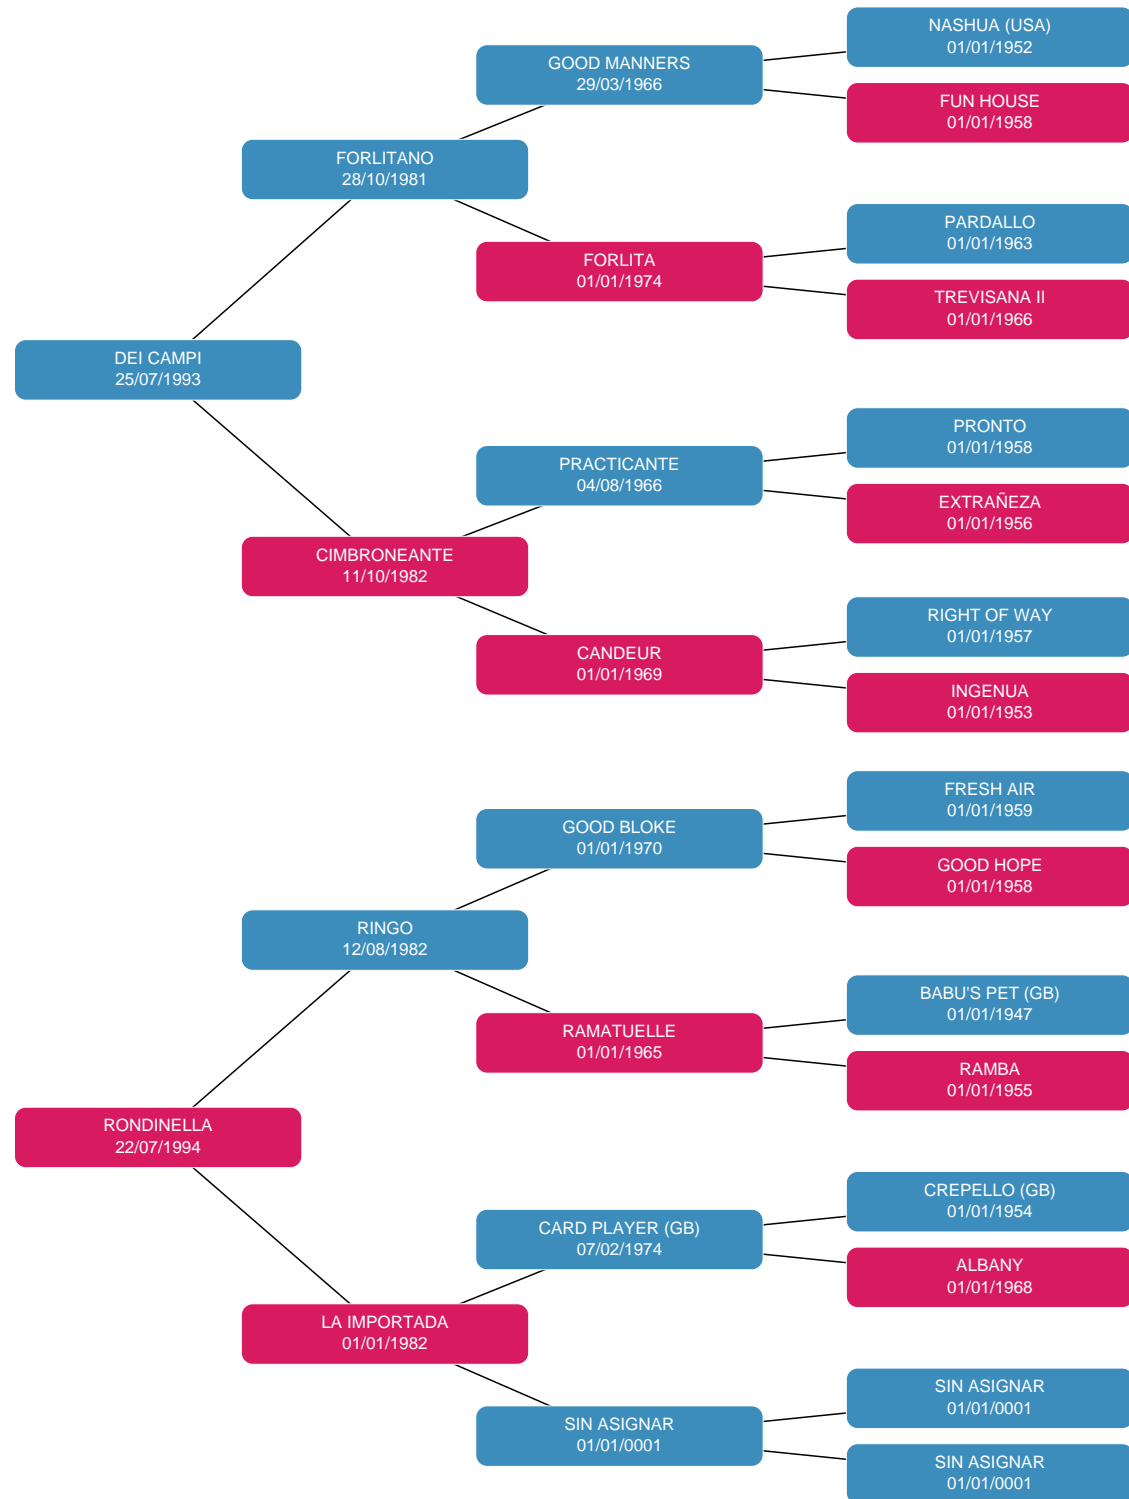 NASHUA (USA)
01/01/1952
GOOD MANNERS
29/03/1966
FUN HOUSE
01/01/1958
FORLITANO
28/10/1981
PARDALLO
01/01/1963
FORLITA
01/01/1974
TREVISANA II
01/01/1966
DEI CAMPI
25/07/1993
PRONTO
01/01/1958
PRACTICANTE
04/08/1966
EXTRAÑEZA
01/01/1956
CIMBRONEANTE
11/10/1982
RIGHT OF WAY
01/01/1957
CANDEUR
01/01/1969
INGENUA
01/01/1953
FRESH AIR
01/01/1959
GOOD BLOKE
01/01/1970
GOOD HOPE
01/01/1958
RINGO
12/08/1982
BABU'S PET (GB)
01/01/1947
RAMATUELLE
01/01/1965
RAMBA
01/01/1955
RONDINELLA
22/07/1994
CREPELLO (GB)
01/01/1954
CARD PLAYER (GB)
07/02/1974
ALBANY
01/01/1968
LA IMPORTADA
01/01/1982
SIN ASIGNAR
01/01/0001
SIN ASIGNAR
01/01/0001
SIN ASIGNAR
01/01/0001